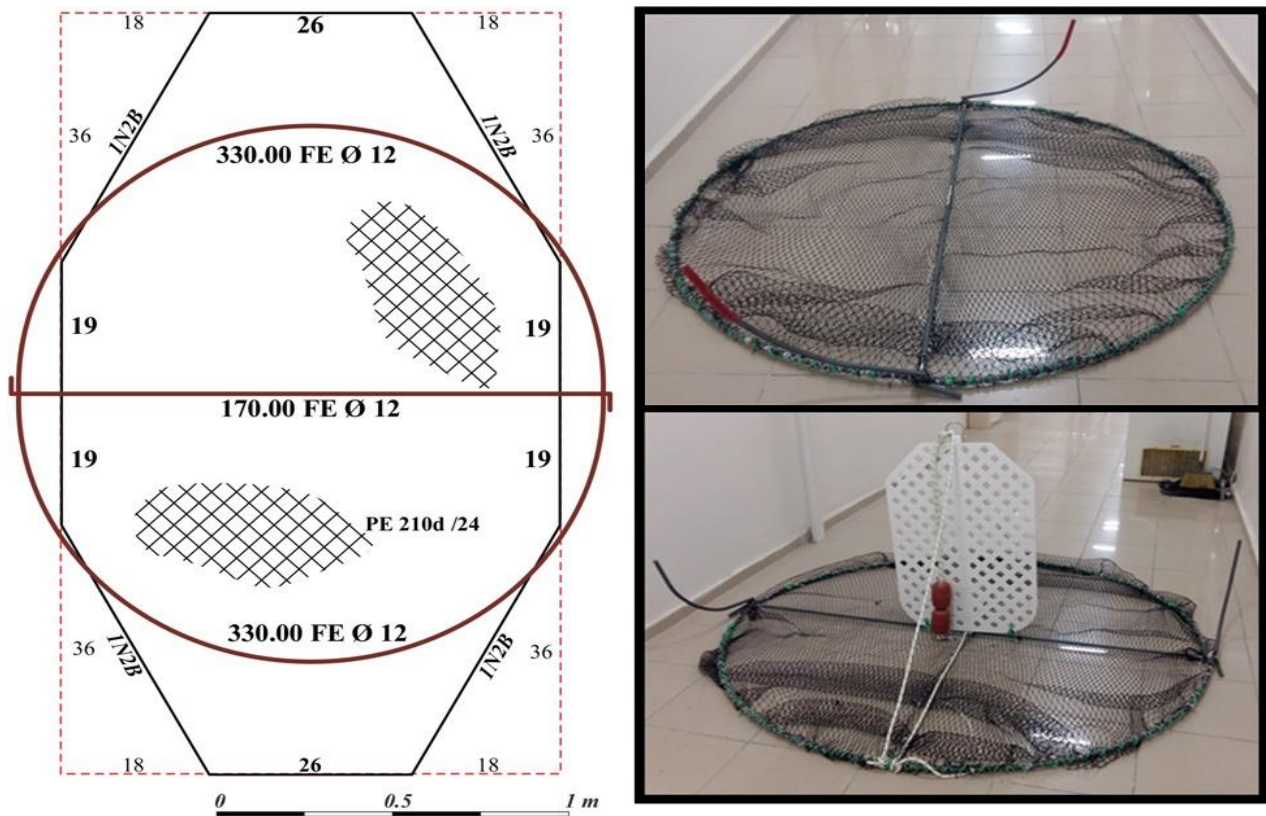 18 26 18
36 1N2B 1N2B 36
330.00 FE Ø 12
19 19
170.00 FE Ø 12
19 19
PE 210d /24
330.00 FE Ø 12
36 1N2B 1N2B 36
18 26 18
0 0.5 1 m